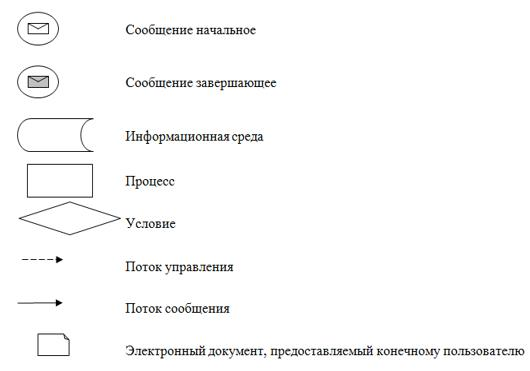 Сообщение начальное
Сообщение завершающее
Информационная среда
Процесс
Условие
Поток управления
Поток сообщения
Электронный документ, предоставляемый конечному пользователю